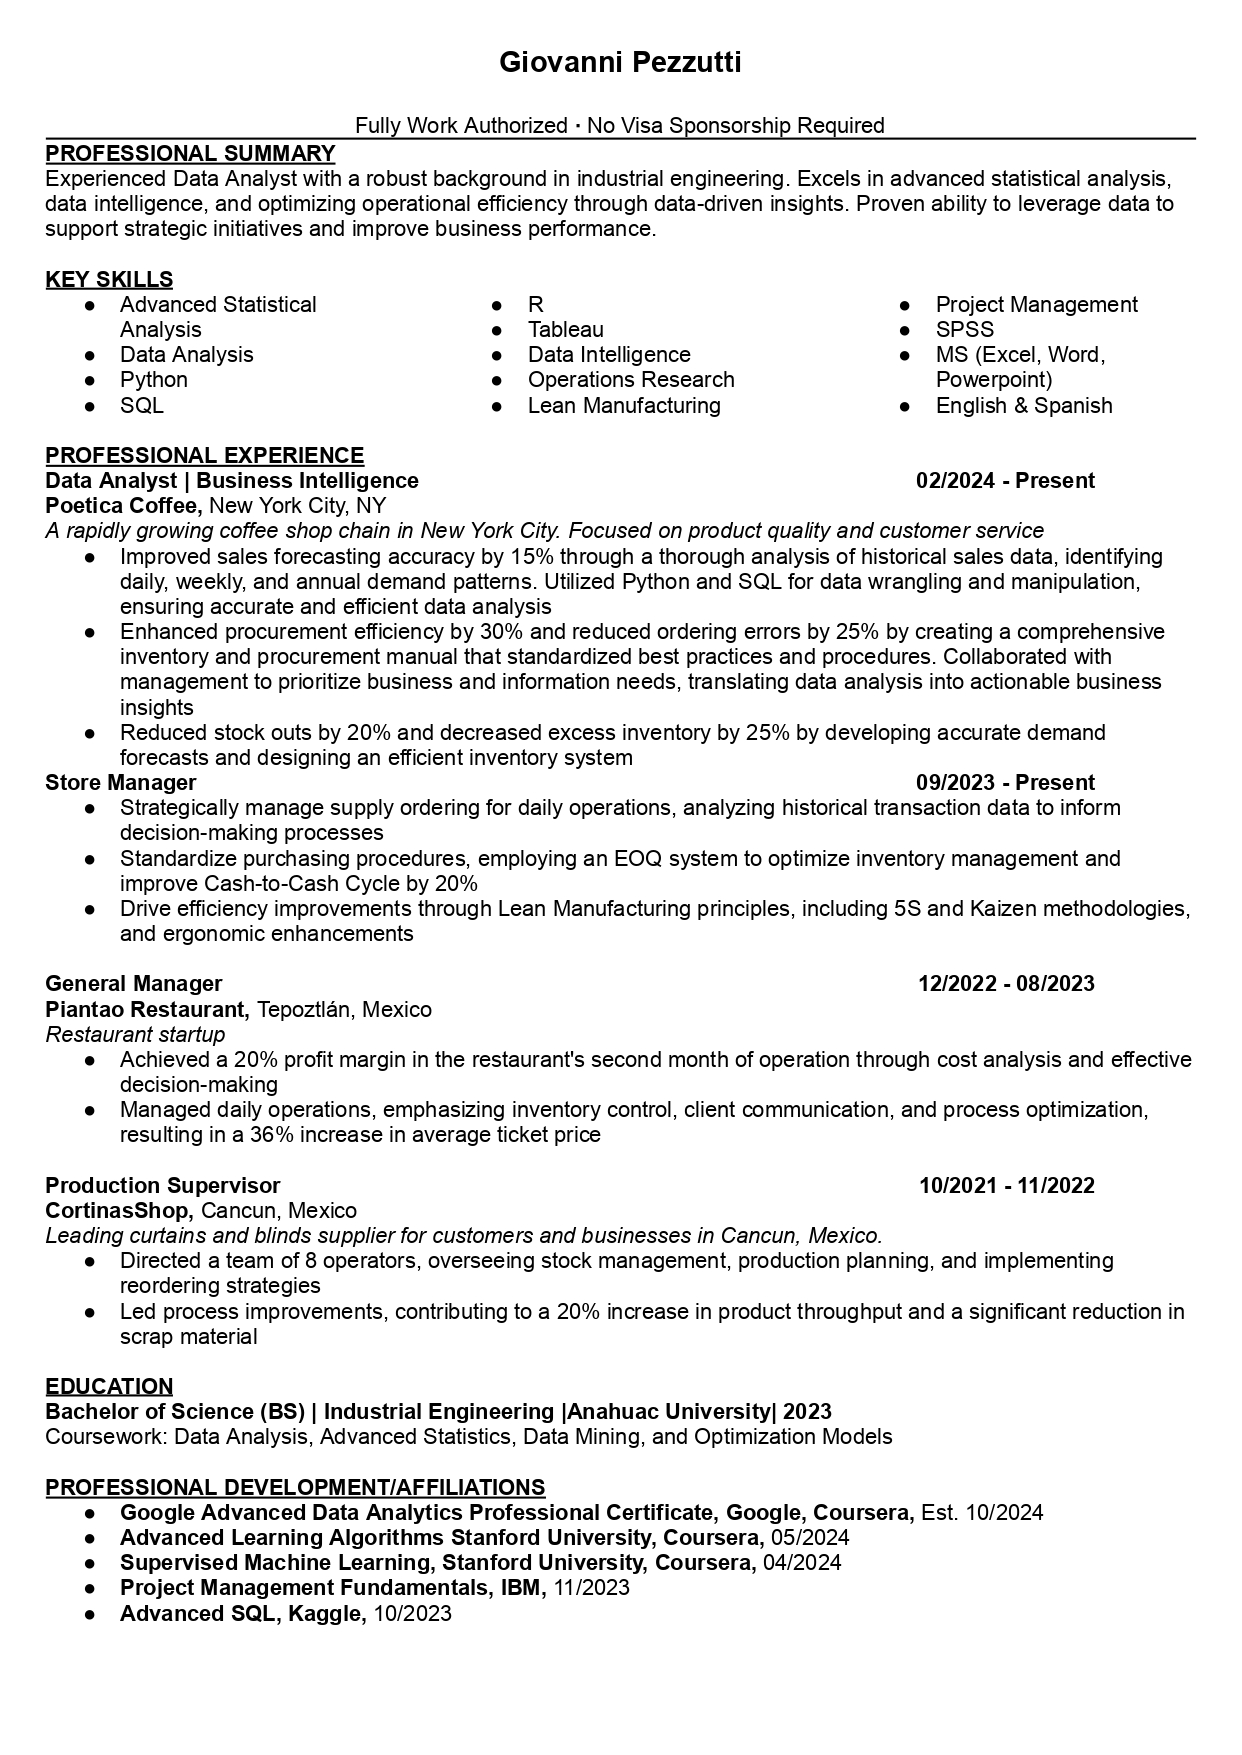 Giovanni Pezzutti
Fully Work Authorized · No Visa Sponsorship Required
PROFESSIONAL SUMMARY
Experienced Data Analyst with a robust background in industrial engineering. Excels in advanced statistical analysis,
data intelligence, and optimizing operational efficiency through data-driven insights. Proven ability to leverage data to
support strategic initiatives and improve business performance.
KEY SKILLS
● Advanced Statistical
Analysis
● Data Analysis
● Python
● SQL
● R
● Tableau
● Data Intelligence
● Operations Research
● Lean Manufacturing
● Project Management
● SPSS
● MS (Excel, Word,
Powerpoint)
● English & Spanish
PROFESSIONAL EXPERIENCE
Data Analyst | Business Intelligence 02/2024 - Present
Poetica Coffee, New York City, NY
A rapidly growing coffee shop chain in New York City. Focused on product quality and customer service
● Improved sales forecasting accuracy by 15% through a thorough analysis of historical sales data, identifying
daily, weekly, and annual demand patterns. Utilized Python and SQL for data wrangling and manipulation,
ensuring accurate and efficient data analysis
● Enhanced procurement efficiency by 30% and reduced ordering errors by 25% by creating a comprehensive
inventory and procurement manual that standardized best practices and procedures. Collaborated with
management to prioritize business and information needs, translating data analysis into actionable business
insights
● Reduced stock outs by 20% and decreased excess inventory by 25% by developing accurate demand
forecasts and designing an efficient inventory system
Store Manager 09/2023 - Present
● Strategically manage supply ordering for daily operations, analyzing historical transaction data to inform
decision-making processes
● Standardize purchasing procedures, employing an EOQ system to optimize inventory management and
improve Cash-to-Cash Cycle by 20%
● Drive efficiency improvements through Lean Manufacturing principles, including 5S and Kaizen methodologies,
and ergonomic enhancements
General Manager 12/2022 - 08/2023
Piantao Restaurant, Tepoztlán, Mexico
Restaurant startup
● Achieved a 20% profit margin in the restaurant's second month of operation through cost analysis and effective
decision-making
● Managed daily operations, emphasizing inventory control, client communication, and process optimization,
resulting in a 36% increase in average ticket price
Production Supervisor 10/2021 - 11/2022
CortinasShop, Cancun, Mexico
Leading curtains and blinds supplier for customers and businesses in Cancun, Mexico.
● Directed a team of 8 operators, overseeing stock management, production planning, and implementing
reordering strategies
● Led process improvements, contributing to a 20% increase in product throughput and a significant reduction in
scrap material
EDUCATION
Bachelor of Science (BS) | Industrial Engineering |Anahuac University| 2023
Coursework: Data Analysis, Advanced Statistics, Data Mining, and Optimization Models
PROFESSIONAL DEVELOPMENT/AFFILIATIONS
● Google Advanced Data Analytics Professional Certificate, Google, Coursera, Est. 10/2024
● Advanced Learning Algorithms Stanford University, Coursera, 05/2024
● Supervised Machine Learning, Stanford University, Coursera, 04/2024
● Project Management Fundamentals, IBM, 11/2023
● Advanced SQL, Kaggle, 10/2023